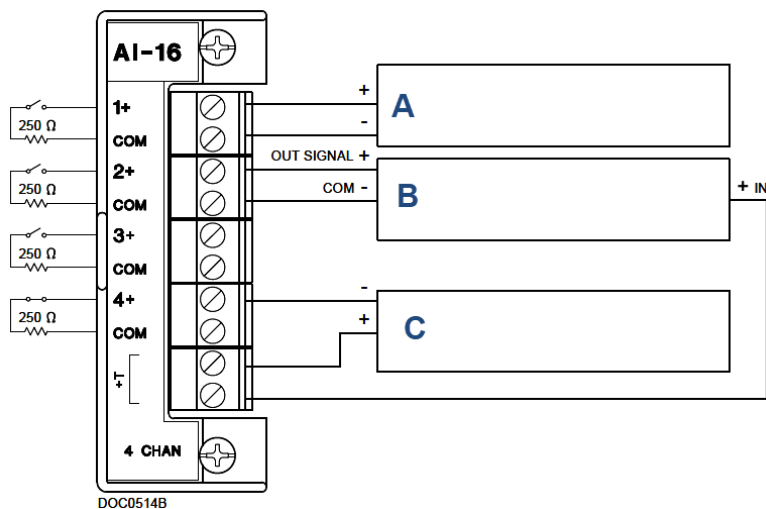 AI-16
1+
250 Ω
COM
2+
250 Ω
COM
3+
250 Ω
COM
4+
250 Ω
COM
+T
4 CHAN
DOC0514B
+
A
-
OUT SIGNAL +
COM -
B
+ IN
-
+
C